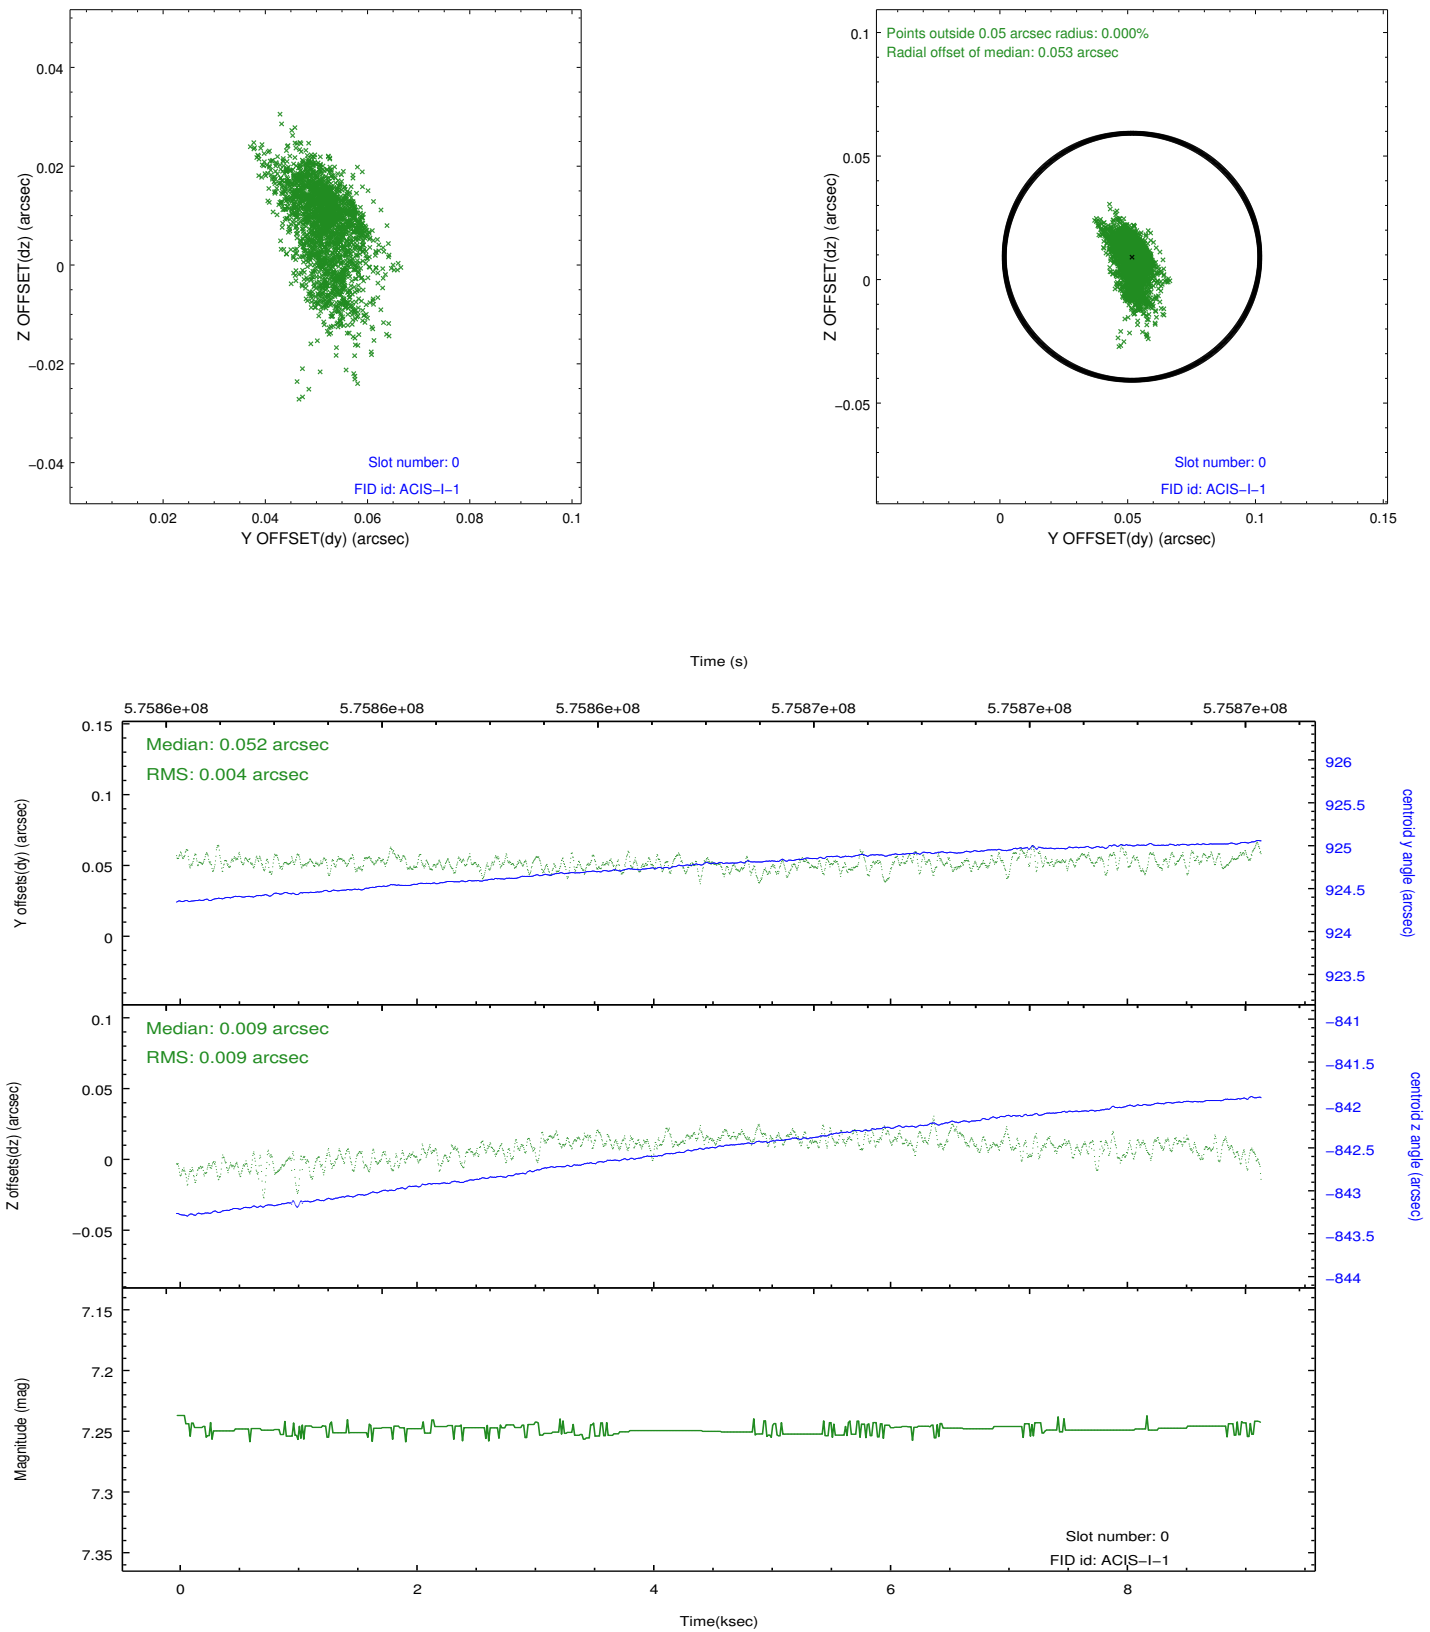 0.04
0.02
0
−0.02
−0.04
Z OFFSET(dz) (arcsec)
Slot number: 0
FID id: ACIS−I−1
0.02
0.04
0.06
0.08
0.1
Y OFFSET(dy) (arcsec)
Points outside 0.05 arcsec radius: 0.000%
Radial offset of median: 0.053 arcsec
0.1
0.05
0
−0.05
Z OFFSET(dz) (arcsec)
Slot number: 0
FID id: ACIS−I−1
0
0.05
0.1
0.15
Y OFFSET(dy) (arcsec)
Time (s)
5.7586e+08
5.7586e+08
5.7586e+08
5.7587e+08
5.7587e+08
5.7587e+08
Median: 0.052 arcsec
RMS: 0.004 arcsec
0.15
0.1
0.05
0
Y offsets(dy) (arcsec)
926
925.5
925
924.5
924
923.5
centroid y angle (arcsec)
Median: 0.009 arcsec
RMS: 0.009 arcsec
0.1
0.05
0
−0.05
Z offsets(dz) (arcsec)
−841
−841.5
−842
−842.5
−843
−843.5
−844
centroid z angle (arcsec)
7.15
7.2
7.25
7.3
7.35
Magnitude (mag)
Slot number: 0
FID id: ACIS−I−1
0
2
4
6
8
Time(ksec)